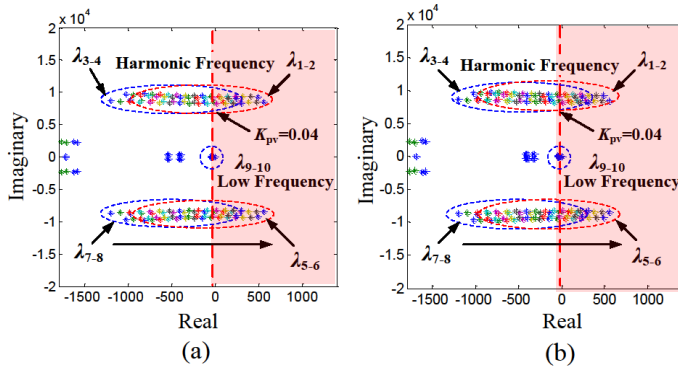 2 × 10⁴
1.5
1
0.5
0
-0.5
-1
-1.5
-2
Imaginary
-1500 -1000 -500 0 500 1000
Real
λ3-4
Harmonic Frequency
λ1-2
Kpv=0.04
λ9-10
Low Frequency
λ7-8
λ5-6
(a)
2 × 10⁴
1.5
1
0.5
0
-0.5
-1
-1.5
2
Imaginary
-1500 -1000 -500 0 500 1000
Real
λ3-4
Harmonic Frequency
λ1-2
Kpv=0.04
λ9-10
Low Frequency
λ7-8
λ5-6
(b)